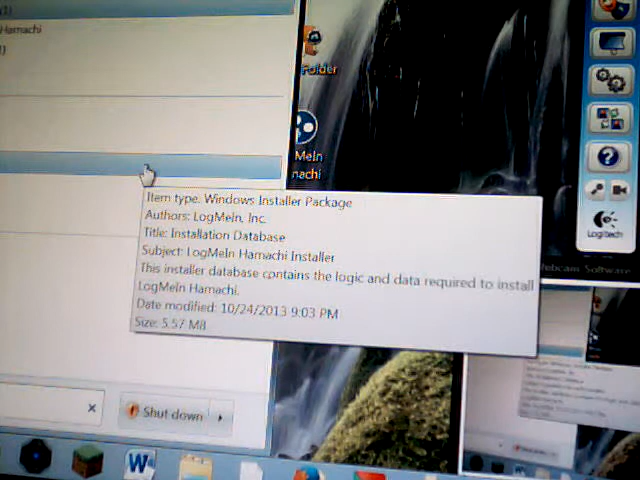 Hamachi
Folder
MeIn
Item type: Windows Installer Package
Authors: LogMeIn, Inc.
Title: Installation Database
Subject: LogMeIn Hamachi Installer
This installer database contains the logic and data required to install
LogMeIn Hamachi.
Date modified: 10/24/2013 9:03 PM
Size: 5.57 MB
Logitech
Webcam Software
Shut down